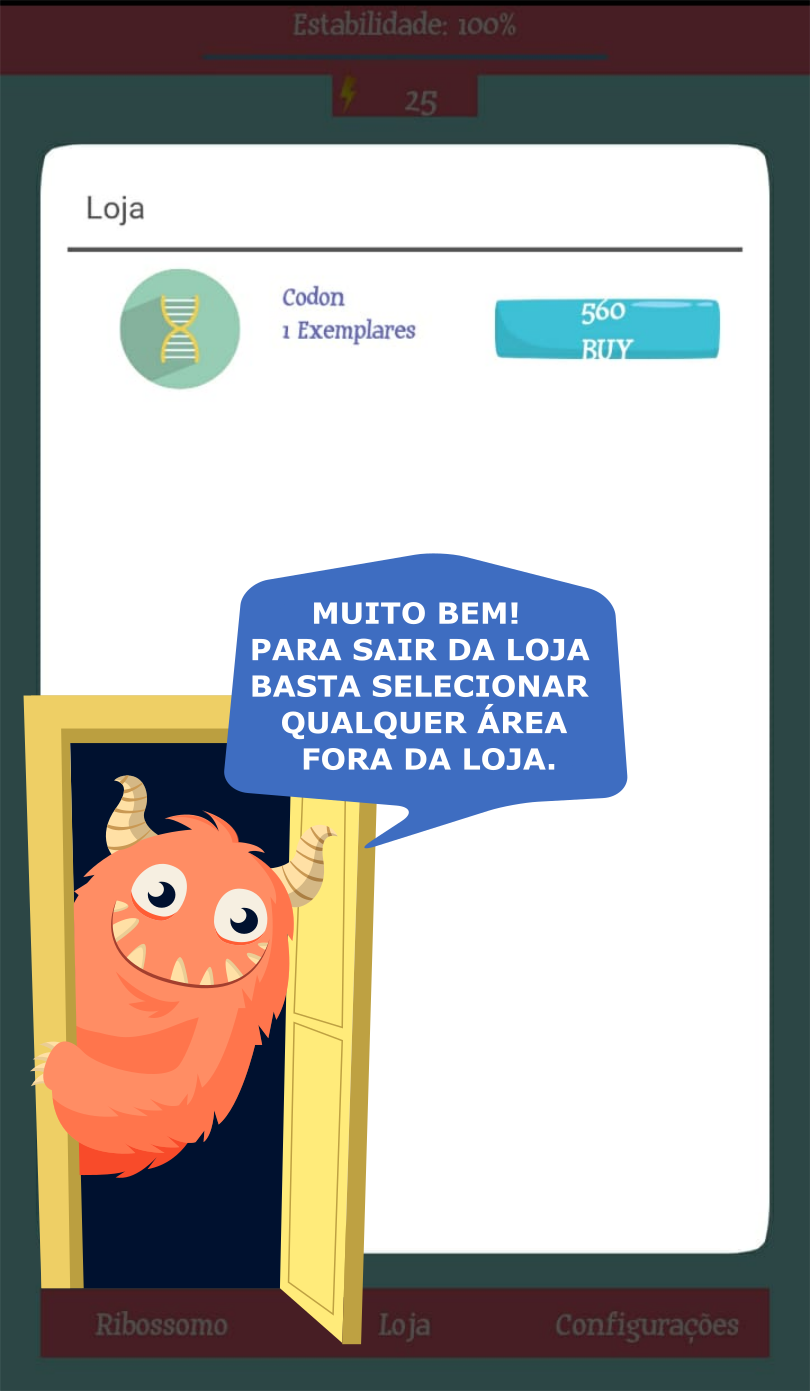 Estabilidade: 100%
25
Loja
Codon
1 Exemplares
560
BUY
MUITO BEM!
PARA SAIR DA LOJA
BASTA SELECIONAR
QUALQUER ÁREA
FORA DA LOJA.
Ribossomo Loja Configurações